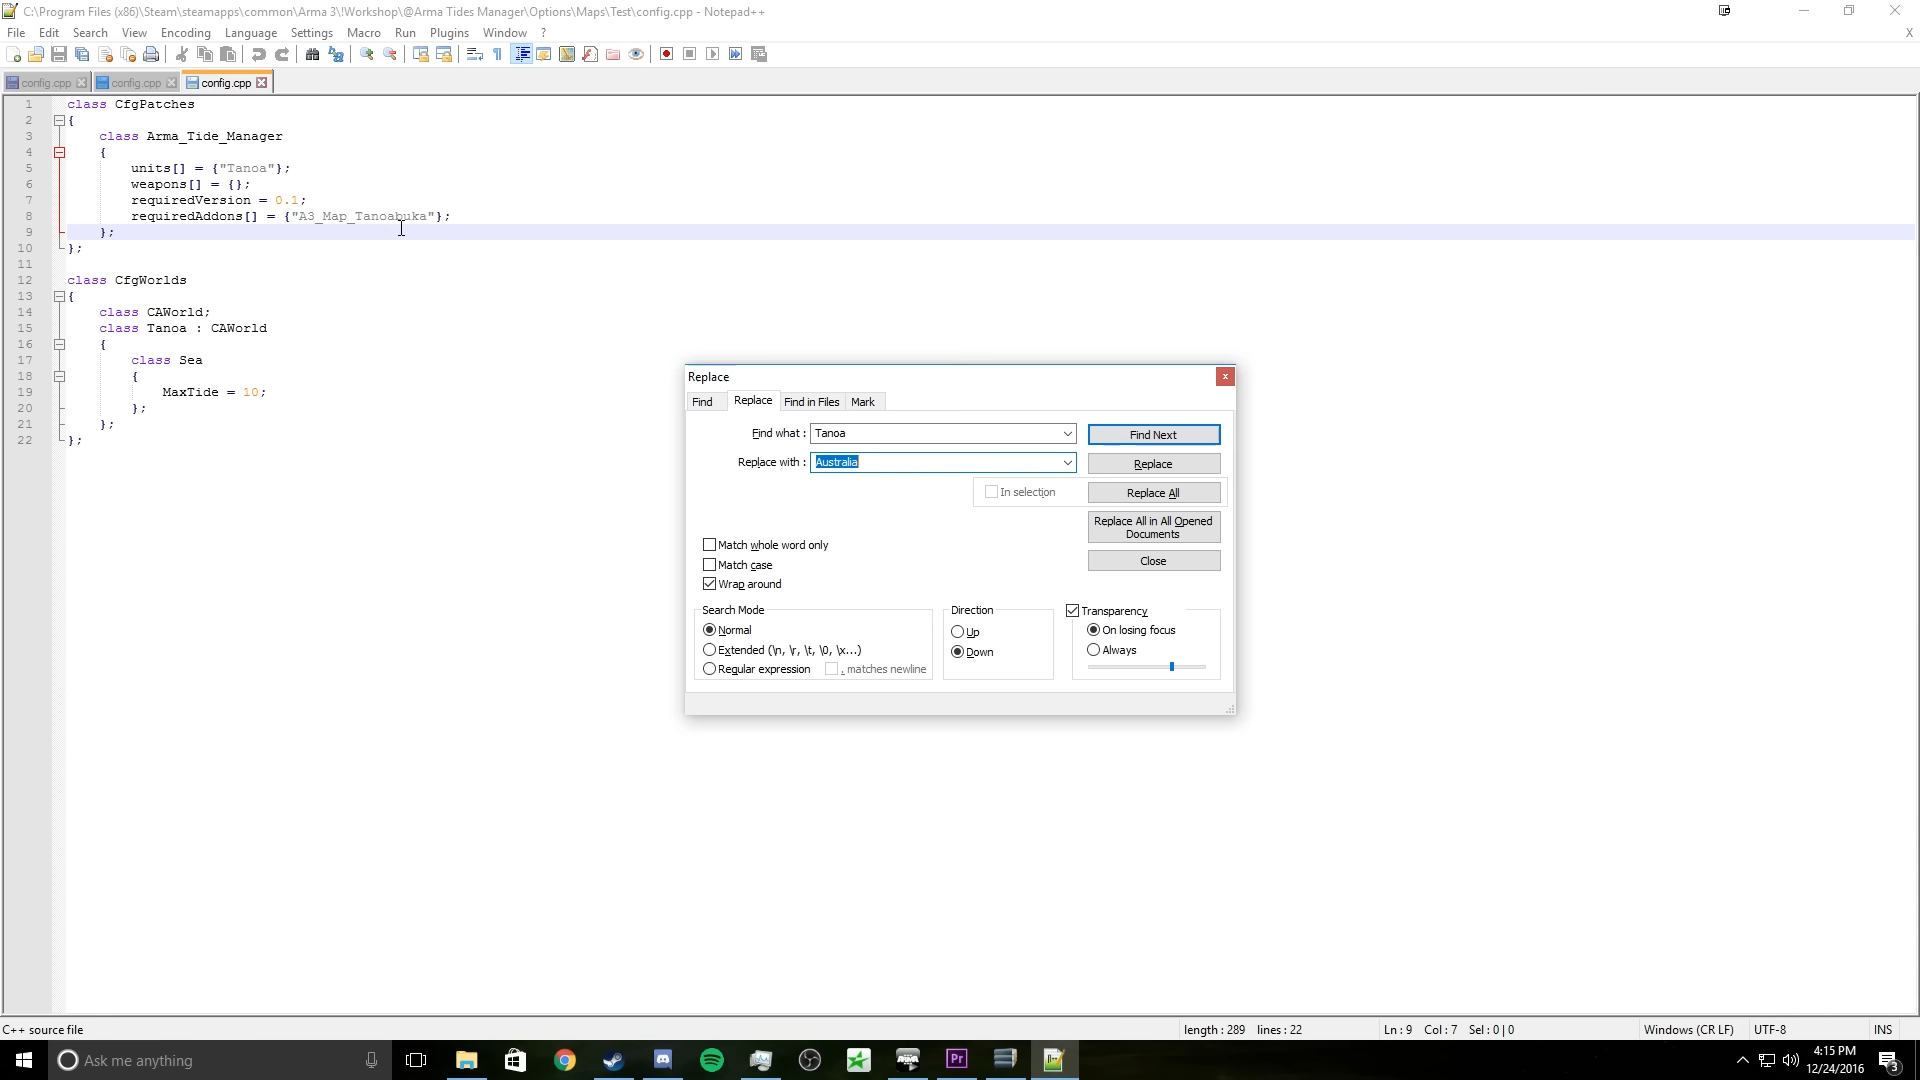 C:\Program Files (x86)\Steam\steamapps\common\Arma 3\!Workshop\@Arma Tides Manager\Options\Maps\Test\config.cpp - Notepad++
File Edit Search View Encoding Language Settings Macro Run Plugins Window ? X
config.cpp config.cpp config.cpp
1 class CfgPatches
2 {
3 class Arma_Tide_Manager
4 {
5 units[] = {"Tanoa"};
6 weapons[] = {};
7 requiredVersion = 0.1;
8 requiredAddons[] = {"A3_Map_Tanoabuka"};
9 };
10 };
11
12 class CfgWorlds
13 {
14 class CAWorld;
15 class Tanoa : CAWorld
16 {
17 class Sea
18 {
19 MaxTide = 10;
20 };
21 };
22 };
Replace
Find Replace Find in Files Mark
Find what : Tanoa Find Next
Replace with : Australia Replace
In selection Replace All
Replace All in All Opened Documents
Match whole word only
Match case Close
Wrap around
Search Mode Direction Transparency
Normal Up On losing focus
Extended (\n, \r, \t, \0, \x...) Down Always
Regular expression . matches newline
C++ source file length : 289 lines : 22 Ln : 9 Col : 7 Sel : 0 | 0 Windows (CR LF) UTF-8 INS
Ask me anything Pr 4:15 PM
12/24/2016 3